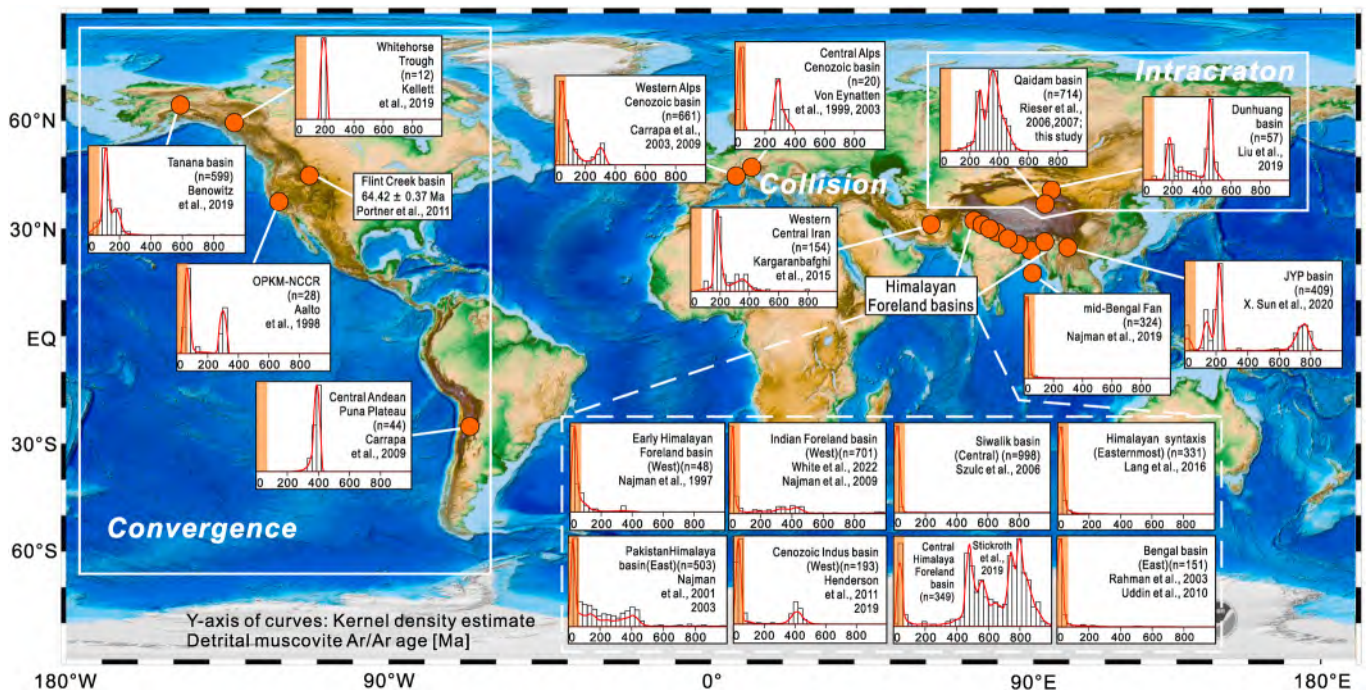 Whitehorse
Trough
(n=12)
Kellett
et al., 2019
0 200 400 600 800
Tanana basin
(n=599)
Benowitz
et al., 2019
0 200 400 600 800
Flint Creek basin
64.42 ± 0.37 Ma
Portner et al., 2011
OPKM-NCCR
(n=28)
Aalto
et al., 1998
0 200 400 600 800
Central Andean
Puna Plateau
(n=44)
Carrapa
et al., 2009
0 200 400 600 800
Convergence
Western Alps
Cenozoic basin
(n=661)
Carrapa et al.,
2003, 2009
0 200 400 600 800
Central Alps
Cenozoic basin
(n=20)
Von Eynatten
et al., 1999, 2003
0 200 400 600 800
Collision
Western
Central Iran
(n=154)
Kargaranbafghi
et al., 2015
0 200 400 600 800
Intracraton
Qaidam basin
(n=714)
Rieser et al.,
2006,2007;
this study
0 200 400 600 800
Dunhuang
basin
(n=57)
Liu et al.,
2019
0 200 400 600 800
Himalayan
Foreland basins
mid-Bengal Fan
(n=324)
Najman et al., 2019
0 200 400 600 800
JYP basin
(n=409)
X. Sun et al., 2020
0 200 400 600 800
Early Himalayan
Foreland basin
(West)(n=48)
Najman et al., 1997
0 200 400 600 800
Indian Foreland basin
(West)(n=701)
White et al., 2022
Najman et al., 2009
0 200 400 600 800
Siwalik basin
(Central) (n=998)
Szulc et al., 2006
0 200 400 600 800
Himalayan syntaxis
(Easternmost) (n=331)
Lang et al., 2016
0 200 400 600 800
PakistanHimalaya
basin(East)(n=503)
Najman
et al., 2001
2003
0 200 400 600 800
Cenozoic Indus basin
(West)(n=193)
Henderson
et al., 2011
2019
0 200 400 600 800
Central
Himalaya
Foreland
basin
(n=349)
Stickroth
et al.,
2019
0 200 400 600 800
Bengal basin
(East)(n=151)
Rahman et al., 2003
Uddin et al., 2010
0 200 400 600 800
Y-axis of curves: Kernel density estimate
Detrital muscovite Ar/Ar age [Ma]
60°N
30°N
EQ
30°S
60°S
180°W 90°W 0° 90°E 180°E